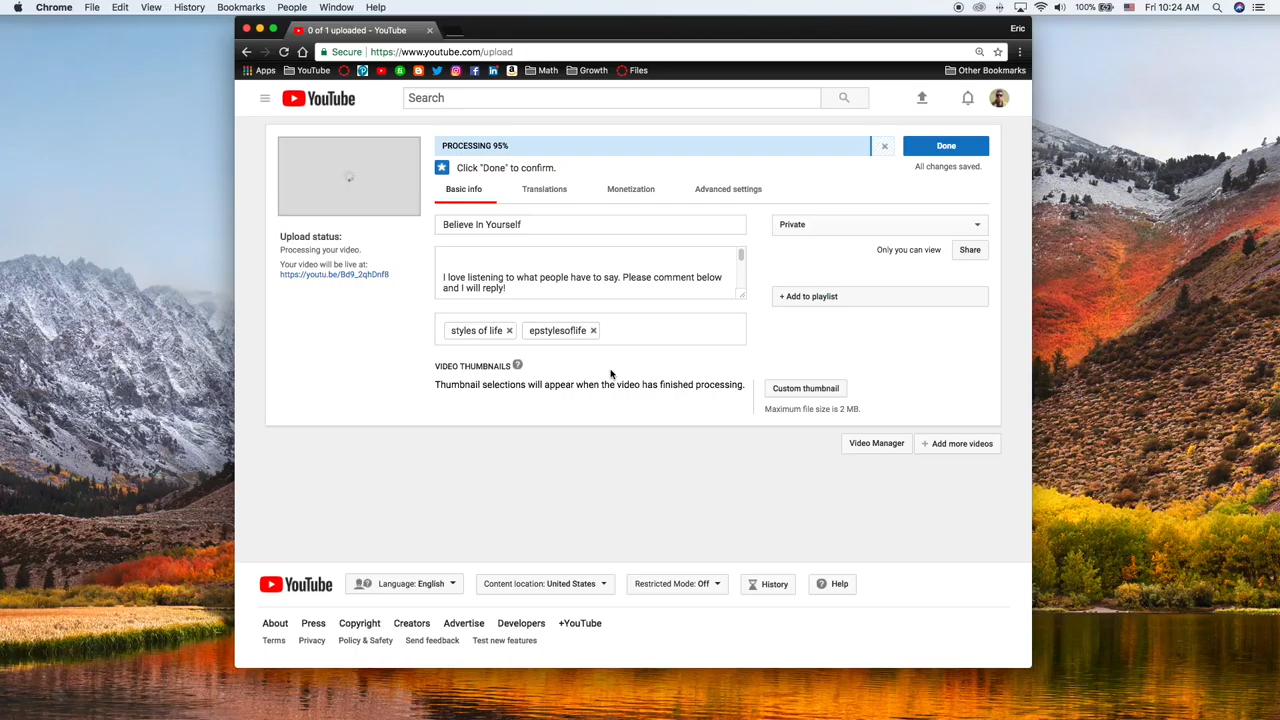 Chrome File Edit View History Bookmarks People Window Help 100% Fri 10:24 AM
0 of 1 uploaded - YouTube
Eric
Secure https://www.youtube.com/upload
Apps YouTube Math Growth Files Other Bookmarks
YouTube Search
PROCESSING 95% Done
Click "Done" to confirm. All changes saved.
Basic info Translations Monetization Advanced settings
Believe In Yourself Private
Upload status:
Processing your video. Only you can view Share
Your video will be live at:
https://youtu.be/Bd9_2qhDnf8
I love listening to what people have to say. Please comment below
and I will reply!
+ Add to playlist
styles of life epstylesoflife
VIDEO THUMBNAILS
Thumbnail selections will appear when the video has finished processing. Custom thumbnail
Maximum file size is 2 MB.
Video Manager + Add more videos
YouTube Language: English Content location: United States Restricted Mode: Off History Help
About Press Copyright Creators Advertise Developers +YouTube
Terms Privacy Policy & Safety Send feedback Test new features